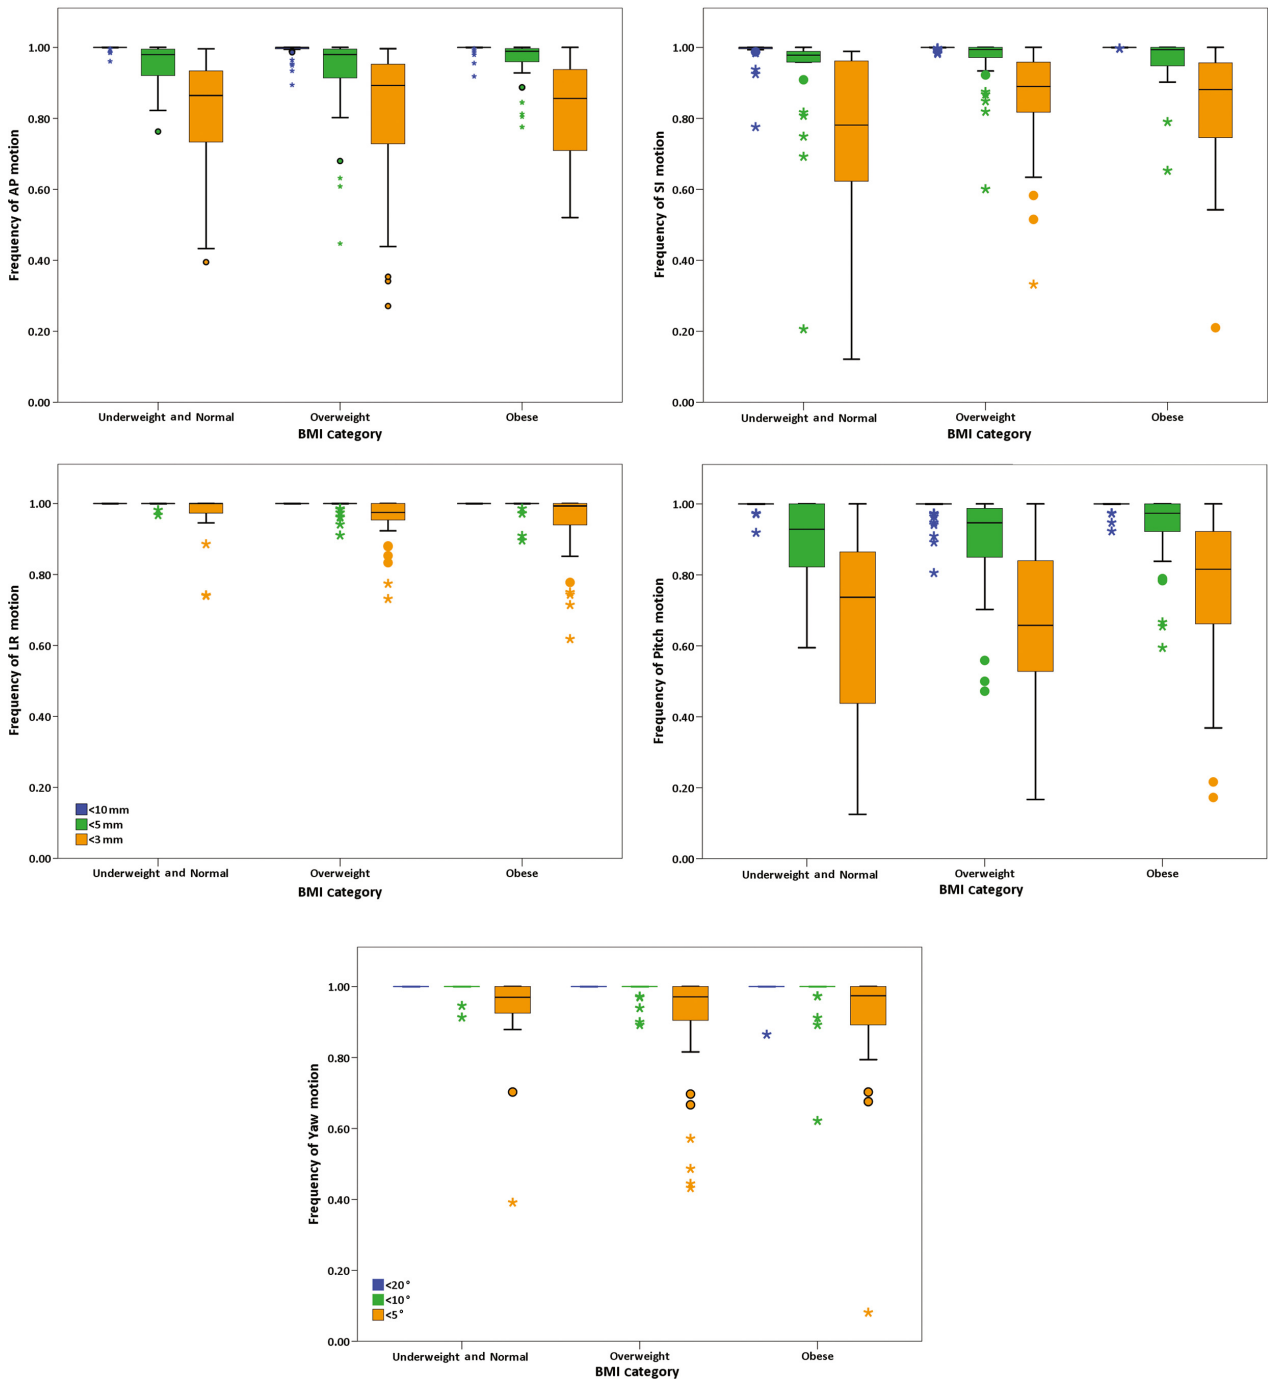 Frequency of AP motion
1.00
0.80
0.60
0.40
0.20
0.00
Underweight and Normal
Overweight
Obese
BMI Category
Frequency of SI motion
1.00
0.80
0.60
0.40
0.20
0.00
Underweight and Normal
Overweight
Obese
BMI Category
Frequency of LR motion
1.00
0.80
0.60
0.40
0.20
0.00
<10 mm
<5 mm
<3 mm
Underweight and Normal
Overweight
Obese
BMI Category
Frequency of Pitch motion
1.00
0.80
0.60
0.40
0.20
0.00
Underweight and Normal
Overweight
Obese
BMI Category
Frequency of Yaw motion
1.00
0.80
0.60
0.40
0.20
0.00
<20°
<10°
<5°
Underweight and Normal
Overweight
Obese
BMI Category